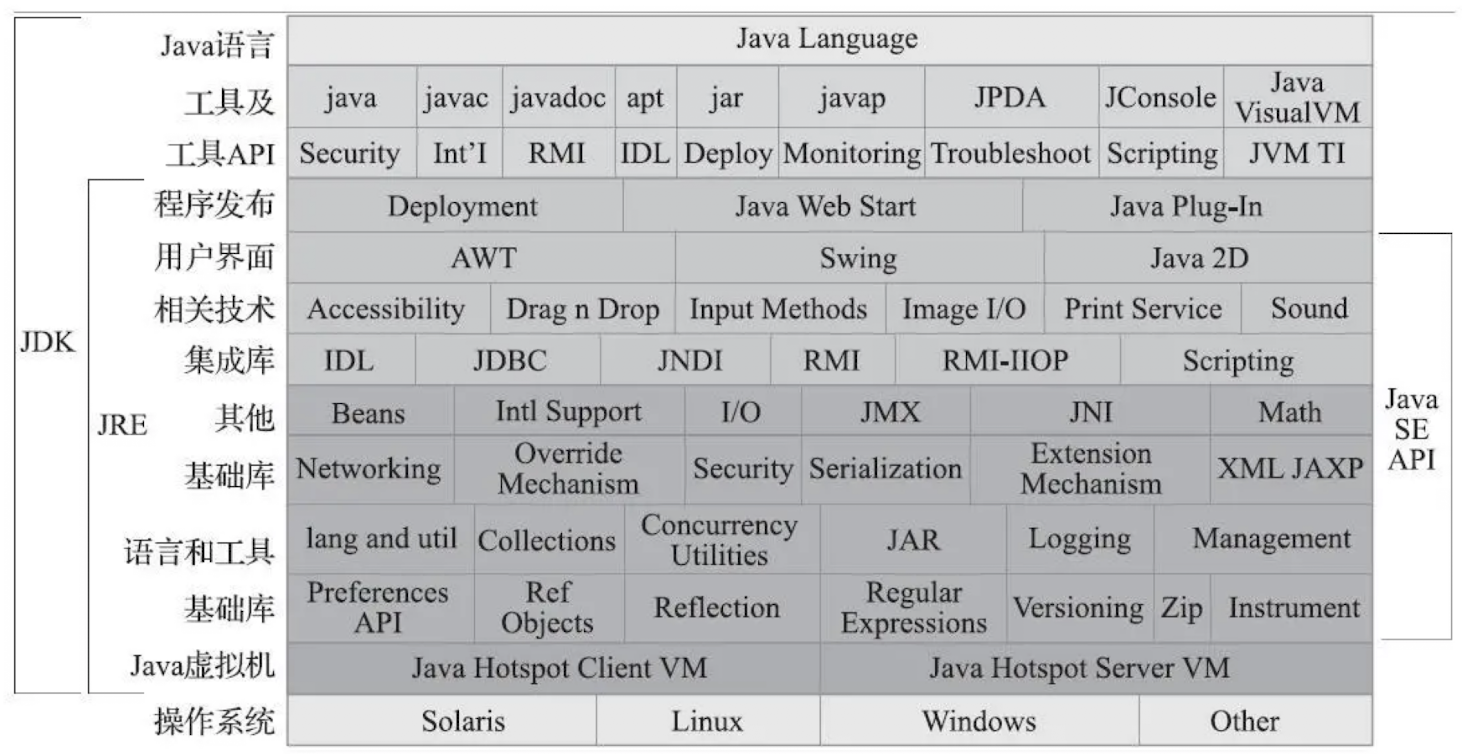 Java语言 Java Language
工具及 java javac javadoc apt jar javap JPDA JConsole Java VisualVM
工具API Security Int’I RMI IDL Deploy Monitoring Troubleshoot Scripting JVM TI
程序发布 Deployment Java Web Start Java Plug-In
用户界面 AWT Swing Java 2D
相关技术 Accessibility Drag n Drop Input Methods Image I/O Print Service Sound
JDK
集成库 IDL JDBC JNDI RMI RMI-IIOP Scripting
JRE
其他 Beans Intl Support I/O JMX JNI Math
Java SE API
基础库 Networking Override Mechanism Security Serialization Extension Mechanism XML JAXP
语言和工具 lang and util Collections Concurrency Utilities JAR Logging Management
基础库 Preferences API Ref Objects Reflection Regular Expressions Versioning Zip Instrument
Java虚拟机 Java Hotspot Client VM Java Hotspot Server VM
操作系统 Solaris Linux Windows Other